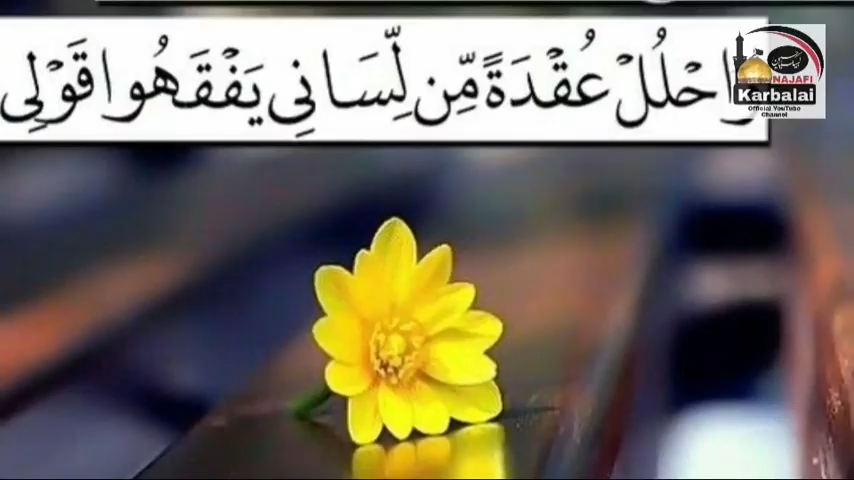 وَاحْلُلْ عُقْدَةً مِّن لِّسَانِي يَفْقَهُوا قَوْلِي
NAJAFI
Karbalai
Official YouTube
Channel